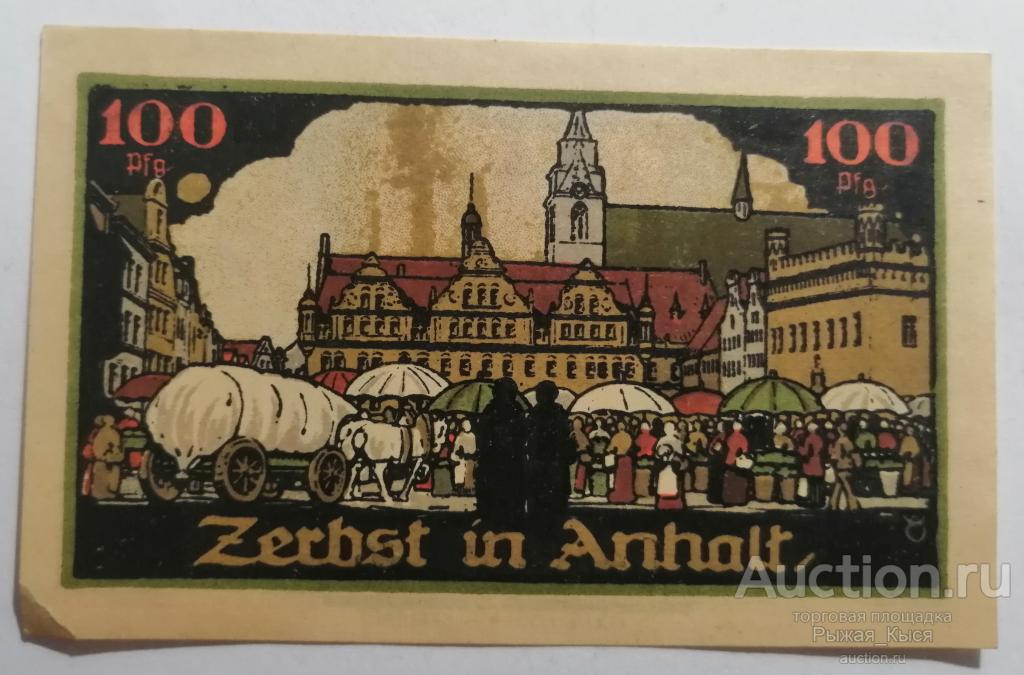 100
Pfg
100
Pfg
Zerbst in Anhalt,
Auction.ru
торговая площадка
Рыжая_Кыся
auction.ru